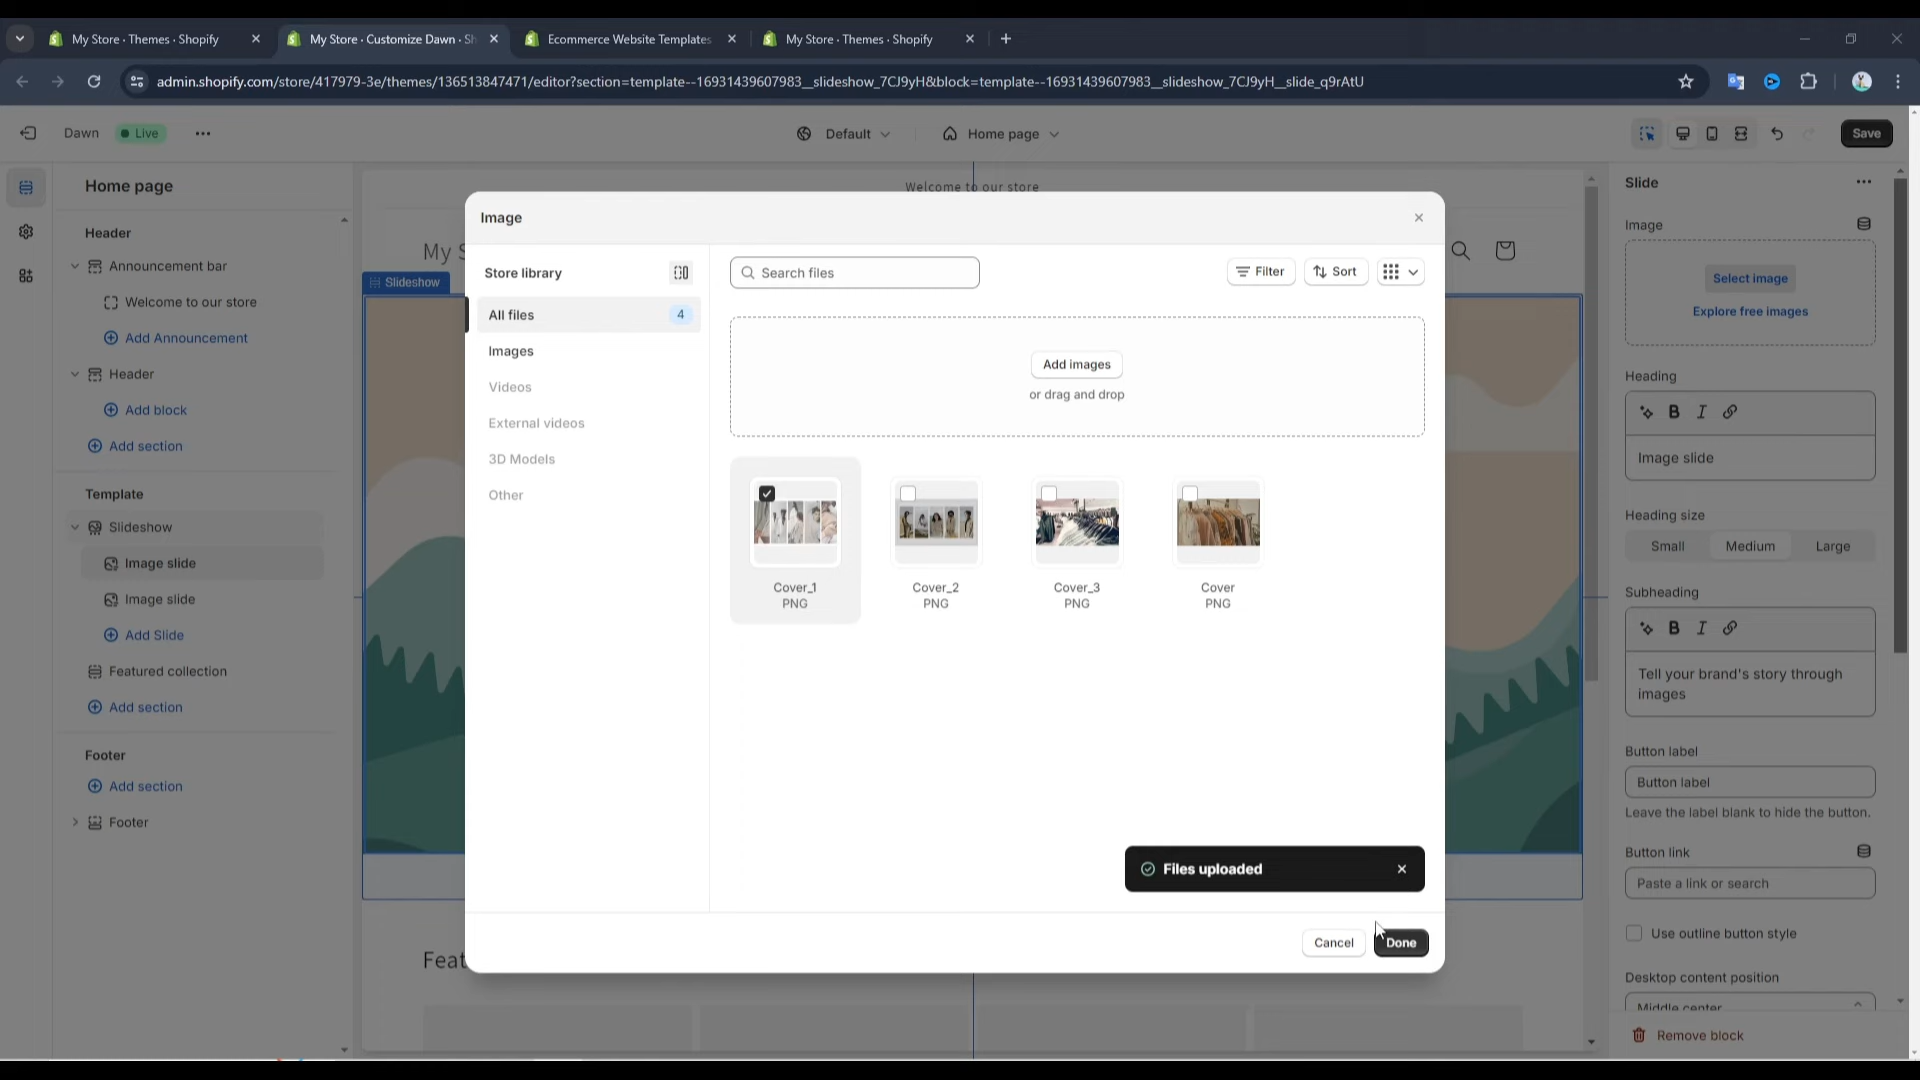 My Store · Themes · Shopify
My Store · Customize Dawn · Sh
Ecommerce Website Templates
My Store · Themes · Shopify
admin.shopify.com/store/417979-3e/themes/136513847471/editor?section=template--16931439607983__slideshow_7CJ9yH&block=template--16931439607983__slideshow_7CJ9yH__slide_q9rAtU
Dawn
Live
Default
Home page
Save
Home page
Header
Announcement bar
Welcome to our store
Add Announcement
Header
Add block
Add section
Template
Slideshow
Image slide
Image slide
Add Slide
Featured collection
Add section
Footer
Add section
Footer
Welcome to our store
My S
Slideshow
Feat
Image
Store library
All files
4
Images
Videos
External videos
3D Models
Other
Search files
Filter
Sort
Add images
or drag and drop
Cover_1
PNG
Cover_2
PNG
Cover_3
PNG
Cover
PNG
Files uploaded
Cancel
Done
Slide
Image
Select image
Explore free images
Heading
B I
Image slide
Heading size
Small
Medium
Large
Subheading
B I
Tell your brand's story through
images
Button label
Button label
Leave the label blank to hide the button.
Button link
Paste a link or search
Use outline button style
Desktop content position
Middle center
Remove block